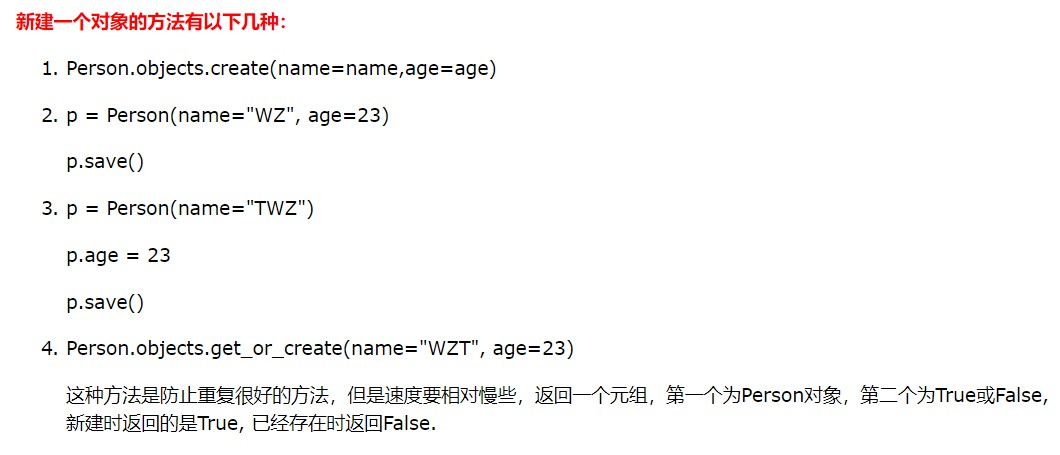 新建一个对象的方法有以下几种：
1. Person.objects.create(name=name,age=age)
2. p = Person(name="WZ", age=23)
p.save()
3. p = Person(name="TWZ")
p.age = 23
p.save()
4. Person.objects.get_or_create(name="WZT", age=23)
这种方法是防止重复很好的方法，但是速度要相对慢些，返回一个元组，第一个为Person对象，第二个为True或False,
新建时返回的是True, 已经存在时返回False.